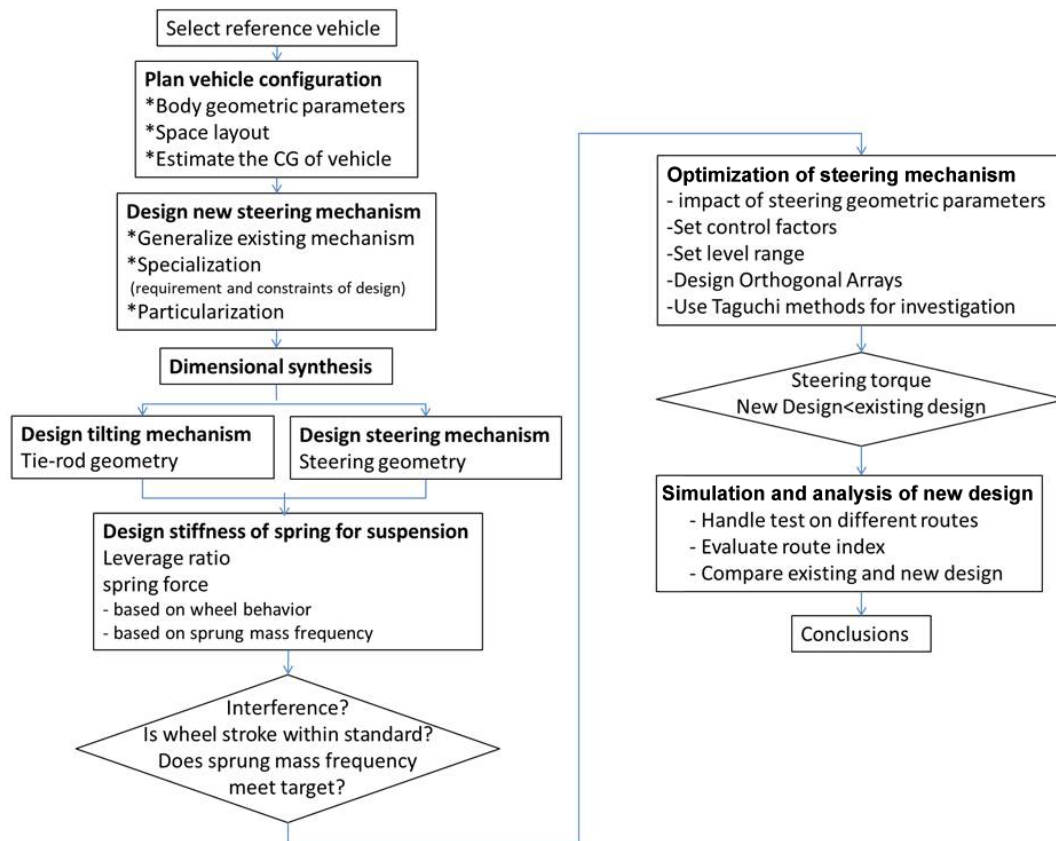 Select reference vehicle
Plan vehicle configuration
*Body geometric parameters
*Space layout
*Estimate the CG of vehicle
Design new steering mechanism
*Generalize existing mechanism
*Specialization
(requirement and constraints of design)
*Particularization
Dimensional synthesis
Design tilting mechanism
Tie-rod geometry
Design steering mechanism
Steering geometry
Design stiffness of spring for suspension
Leverage ratio
spring force
- based on wheel behavior
- based on sprung mass frequency
Interference?
Is wheel stroke within standard?
Does sprung mass frequency
meet target?
Optimization of steering mechanism
- impact of steering geometric parameters
-Set control factors
-Set level range
-Design Orthogonal Arrays
-Use Taguchi methods for investigation
Steering torque
New Design<existing design
Simulation and analysis of new design
- Handle test on different routes
- Evaluate route index
- Compare existing and new design
Conclusions